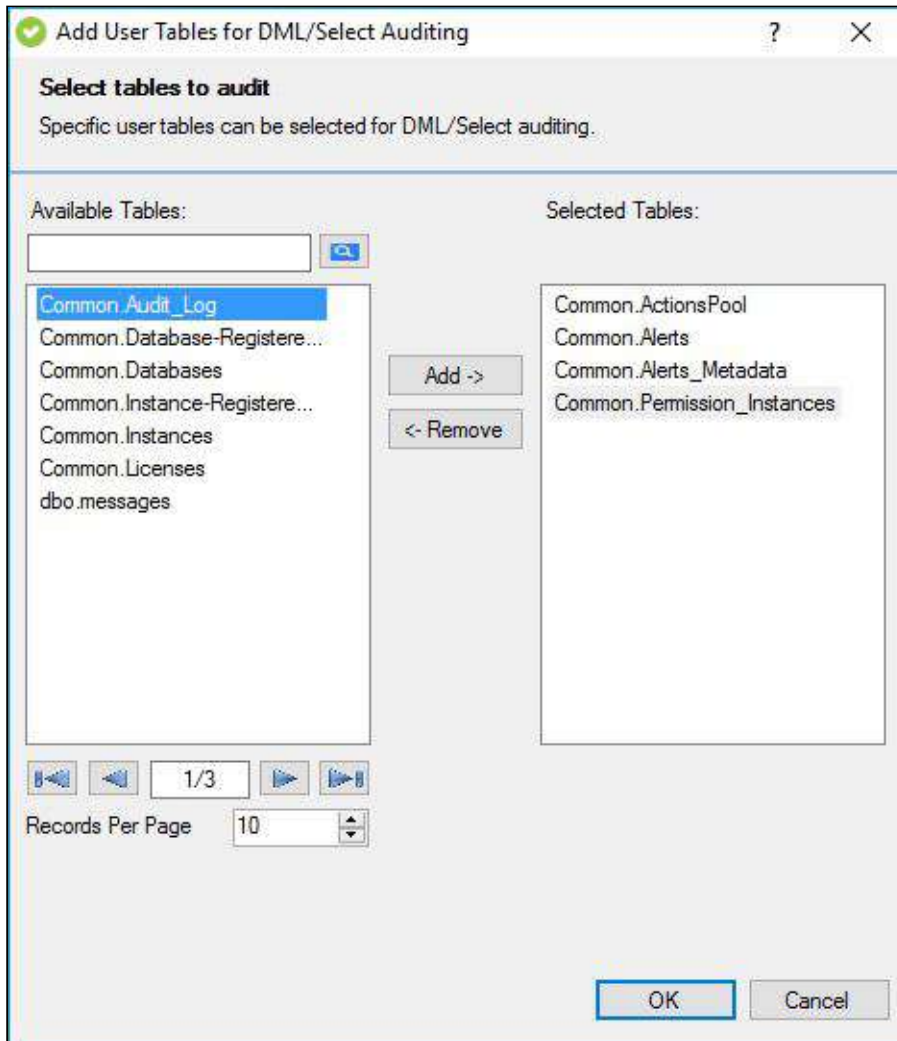 Add User Tables for DML/Select Auditing
?
Select tables to audit
Specific user tables can be selected for DML/Select auditing.
Available Tables:
Selected Tables:
Common.Audit_Log
Common.Database-Registere...
Common.Databases
Common.Instance-Registere...
Common.Instances
Common.Licenses
dbo.messages
Add ->
<- Remove
Common.ActionsPool
Common.Alerts
Common.Alerts_Metadata
Common.Permission_Instances
1/3
Records Per Page 10
OK Cancel